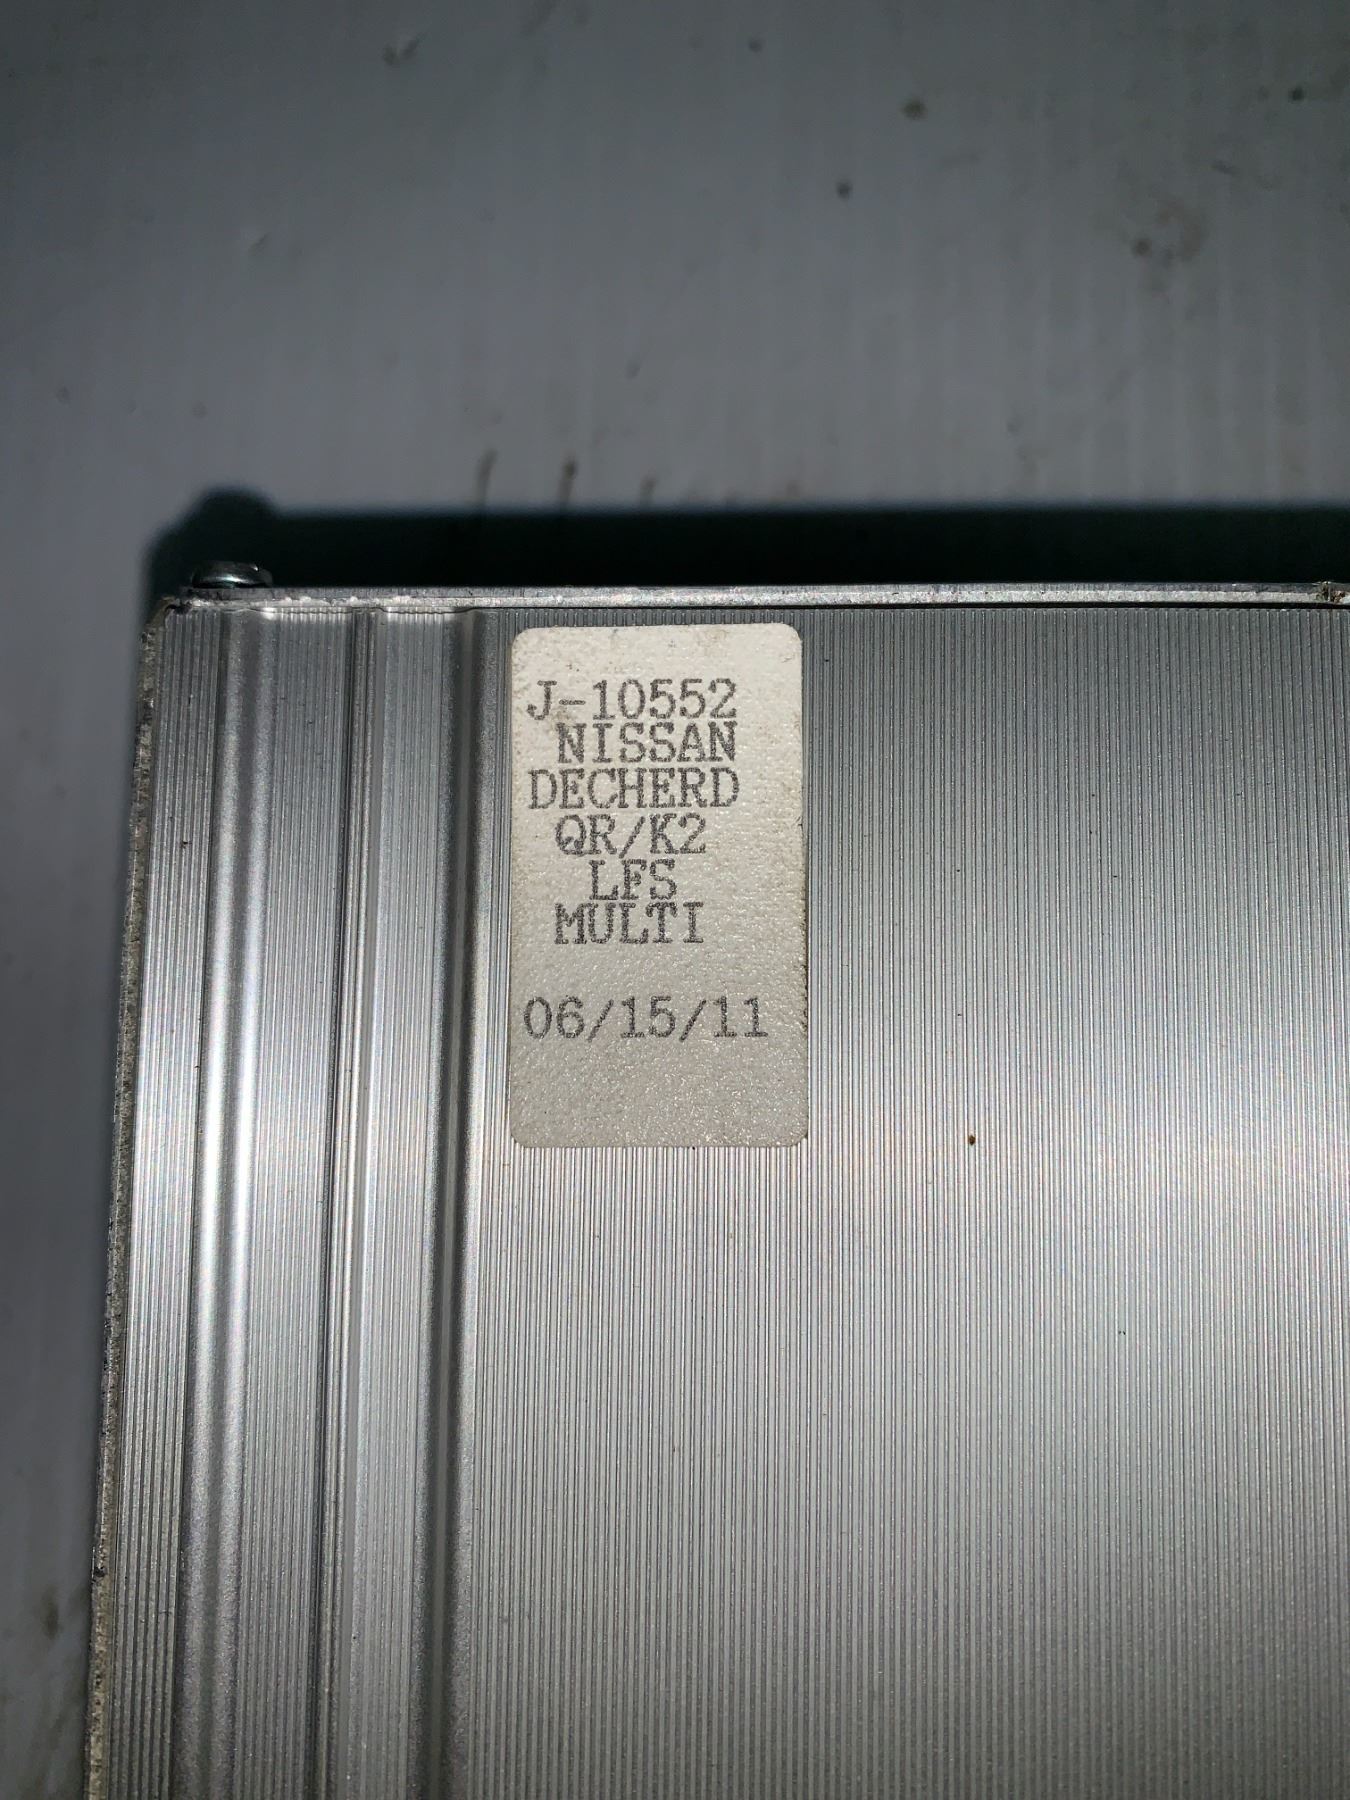 J-10552
NISSAN
DECHERD
QR/K2
LFS
MULTI
06/15/11